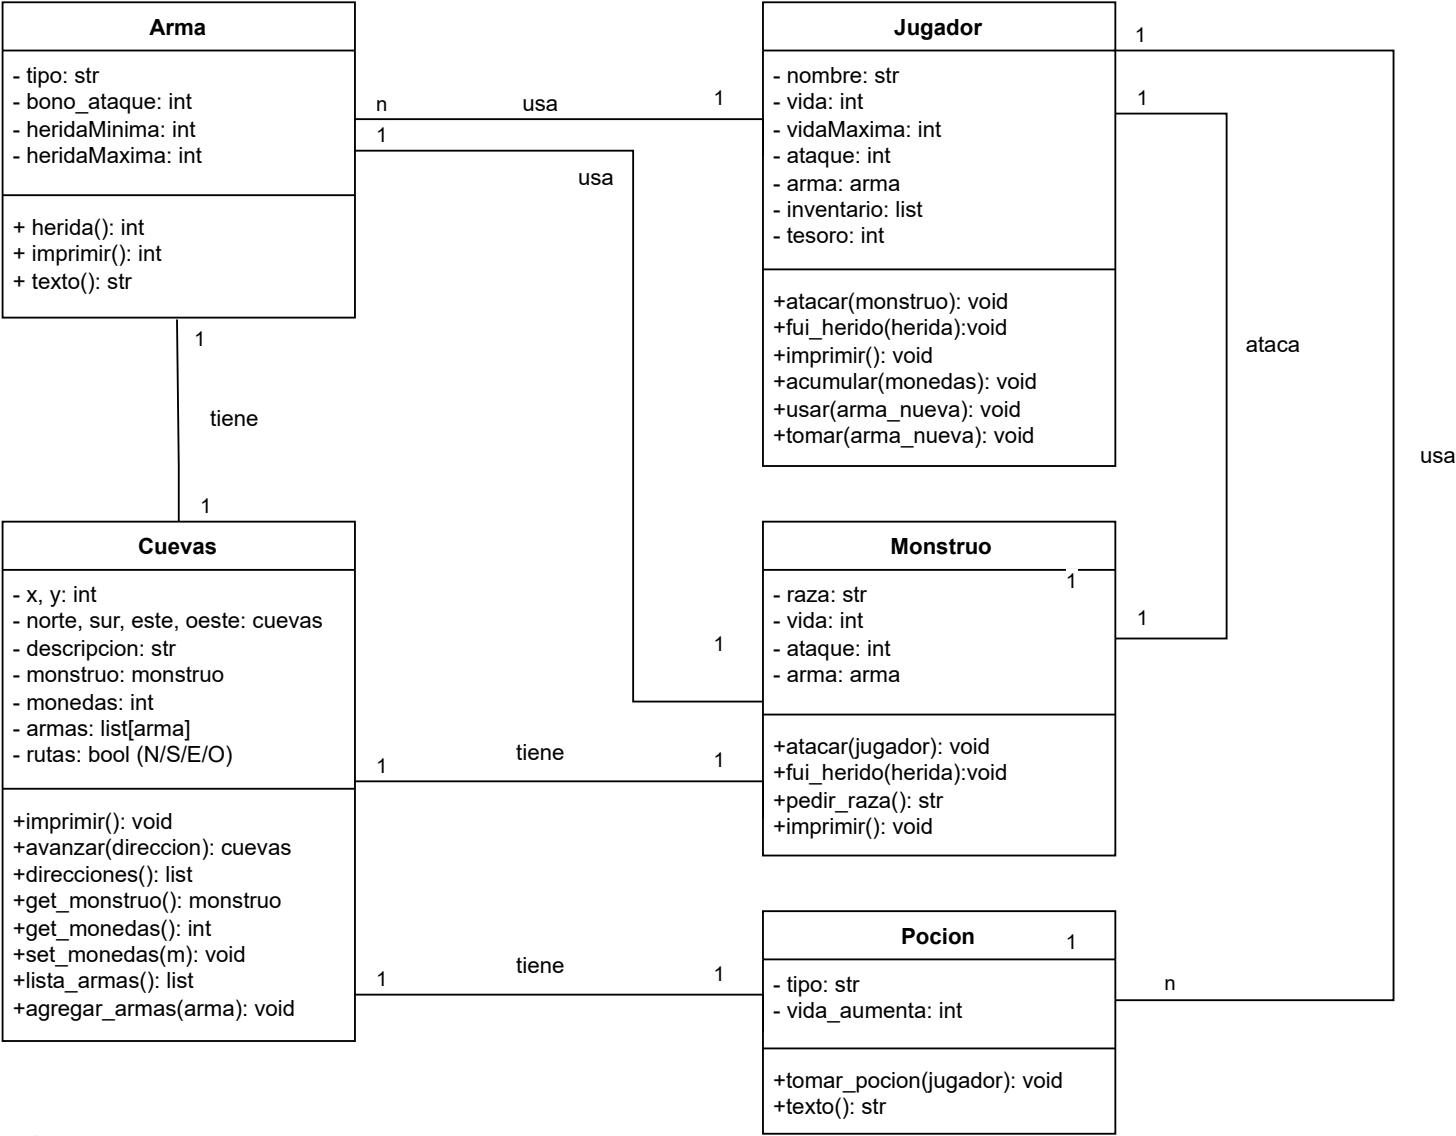 Arma
- tipo: str
- bono_ataque: int
- heridaMinima: int
- heridaMaxima: int
+ herida(): int
+ imprimir(): int
+ texto(): str
n
usa
1
1
usa
1
Jugador
- nombre: str
- vida: int
- vidaMaxima: int
- ataque: int
- arma: arma
- inventario: list
- tesoro: int
+atacar(monstruo): void
+fui_herido(herida):void
+imprimir(): void
+acumular(monedas): void
+usar(arma_nueva): void
+tomar(arma_nueva): void
1
1
ataca
usa
1
tiene
1
Cuevas
- x, y: int
- norte, sur, este, oeste: cuevas
- descripcion: str
- monstruo: monstruo
- monedas: int
- armas: list[arma]
- rutas: bool (N/S/E/O)
+imprimir(): void
+avanzar(direccion): cuevas
+direcciones(): list
+get_monstruo(): monstruo
+get_monedas(): int
+set_monedas(m): void
+lista_armas(): list
+agregar_armas(arma): void
1
tiene
1
1
tiene
1
Monstruo
1
- raza: str
- vida: int
- ataque: int
- arma: arma
+atacar(jugador): void
+fui_herido(herida):void
+pedir_raza(): str
+imprimir(): void
1
Pocion
1
- tipo: str
- vida_aumenta: int
+tomar_pocion(jugador): void
+texto(): str
n